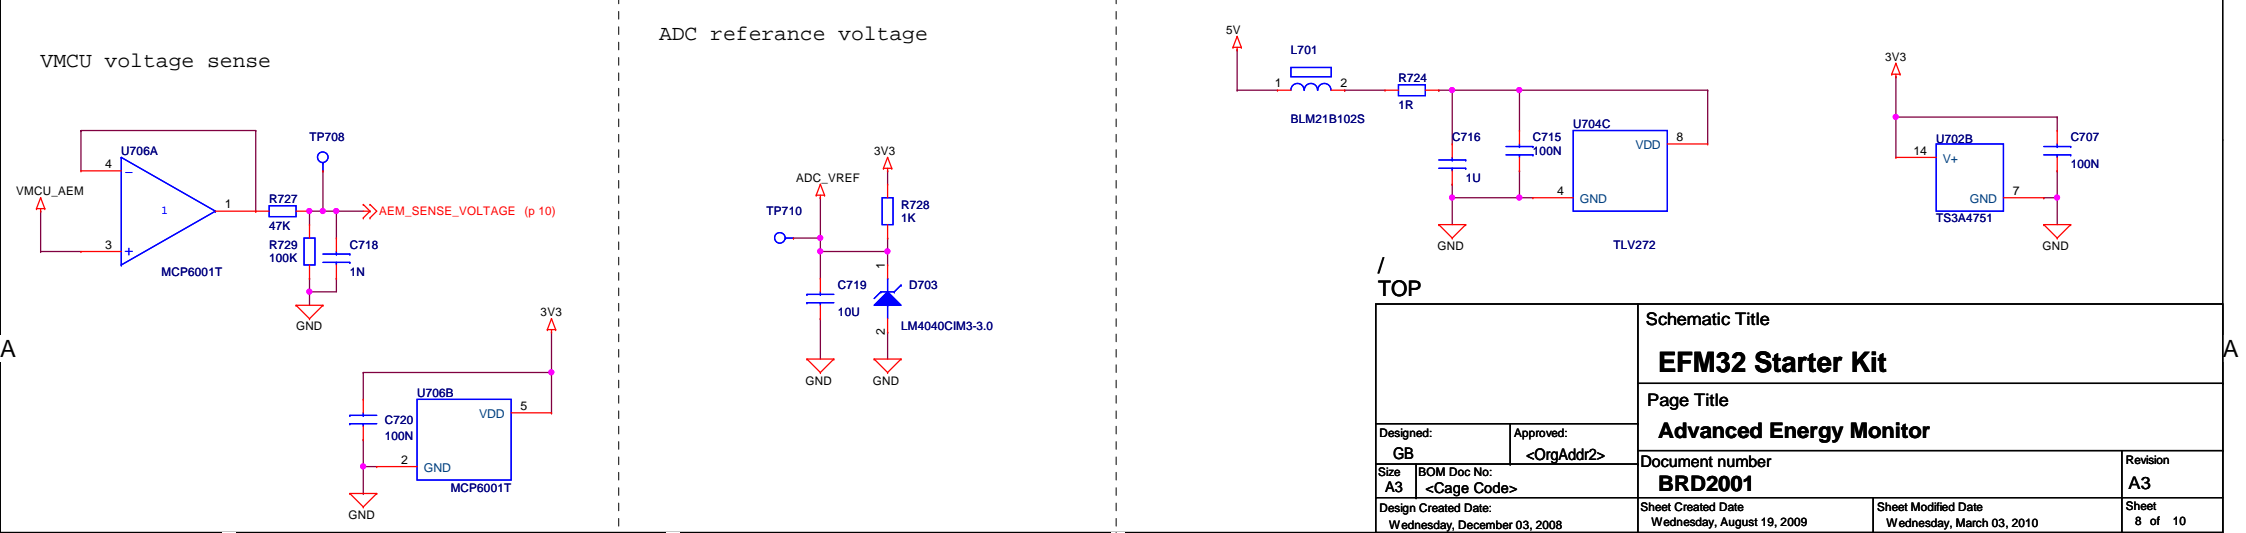 VMCU voltage sense
U706A
4
1
VMCU_AEM
3
1
MCP6001T
TP708
R727
47K
AEM_SENSE_VOLTAGE (p 10)
R729
100K
C718
1N
GND
3V3
U706B
VDD
5
C720
100N
2
GND
MCP6001T
GND
A
ADC referance voltage
3V3
ADC_VREF
TP710
R728
1K
1
C719
10U
D703
2
LM4040CIM3-3.0
GND
GND
5V
L701
1
2
BLM21B102S
R724
1R
C716
1U
C715
100N
U704C
VDD
8
4
GND
GND
TLV272
3V3
U702B
14
V+
GND
7
TS3A4751
C707
100N
GND
/
TOP
Schematic Title
EFM32 Starter Kit
Page Title
Advanced Energy Monitor
Designed:
GB
Approved:
<OrgAddr2>
Document number
BRD2001
Revision
A3
Size
A3
BOM Doc No:
<Cage Code>
Design Created Date:
Wednesday, December 03, 2008
Sheet Created Date
Wednesday, August 19, 2009
Sheet Modified Date
Wednesday, March 03, 2010
Sheet
8 of 10
A